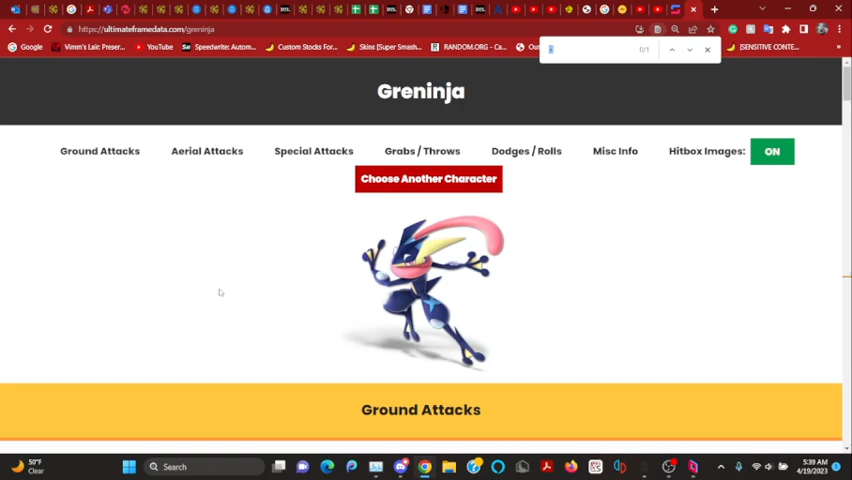 https://ultimateframedata.com/greninja
Google
Vimm's Lair: Preser...
YouTube
Speedwrite: Autom...
Custom Stocks For...
Skins [Super Smash...
RANDOM.ORG - Ca...
Out
[SENSITIVE CONTE...
0/1
Greninja
Ground Attacks
Aerial Attacks
Special Attacks
Grabs / Throws
Dodges / Rolls
Misc Info
Hitbox Images:
ON
Choose Another Character
Ground Attacks
50°F
Clear
Search
5:39 AM
4/19/2023